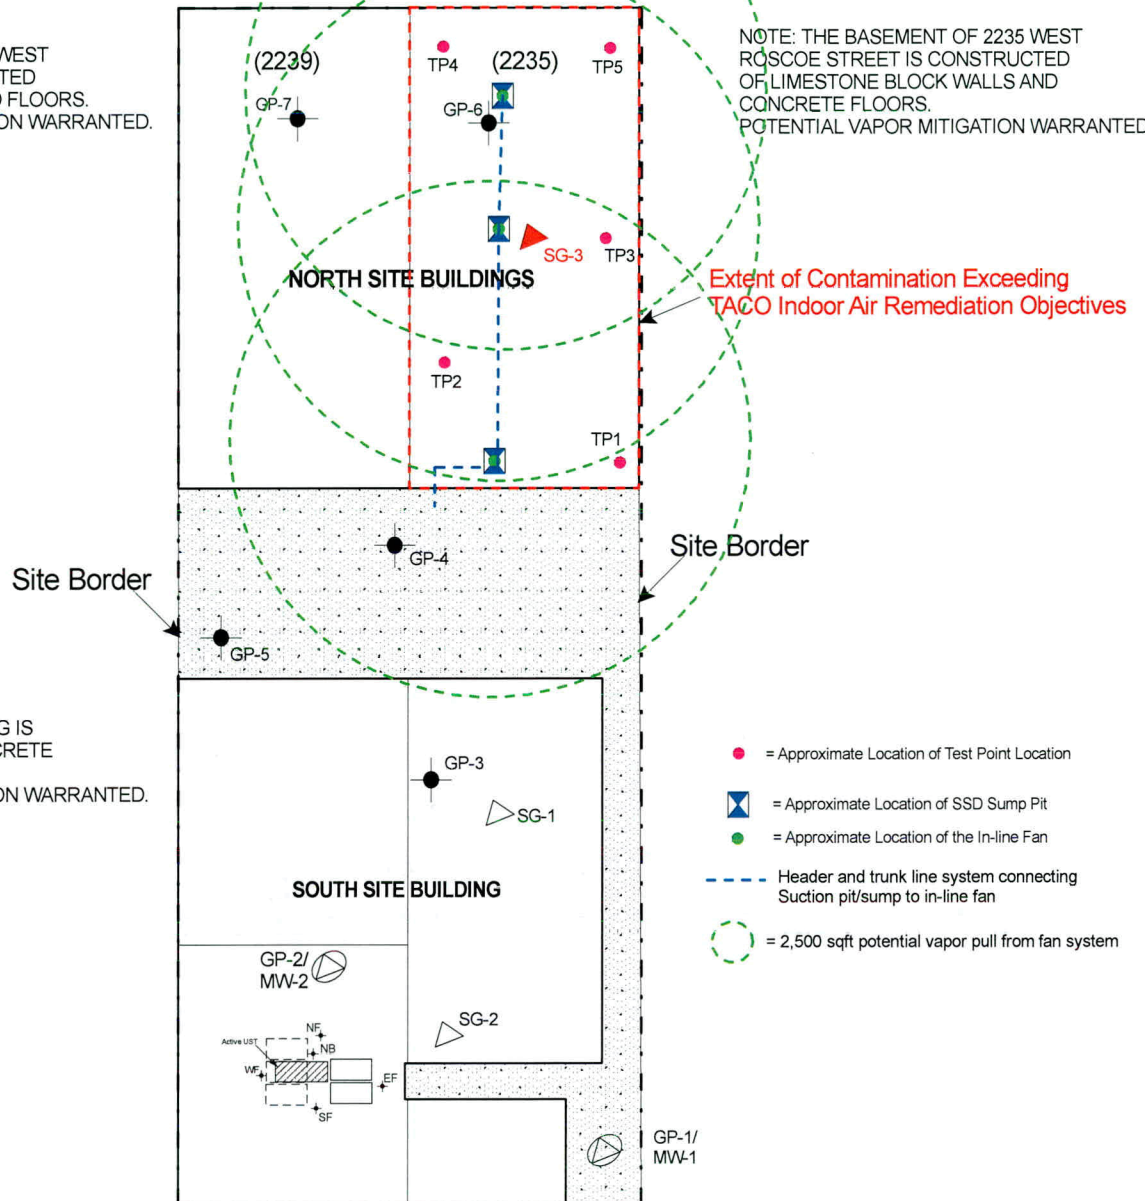 WEST
TED
FLOORS.
ON WARRANTED.
(2239)
(2235)
TP4
TP5
GP-7
GP-6
NOTE: THE BASEMENT OF 2235 WEST
ROSCOE STREET IS CONSTRUCTED
OF LIMESTONE BLOCK WALLS AND
CONCRETE FLOORS.
POTENTIAL VAPOR MITIGATION WARRANTED
SG-3
TP3
NORTH SITE BUILDINGS
Extent of Contamination Exceeding
TACO Indoor Air Remediation Objectives
TP2
TP1
GP-4
Site Border
Site Border
GP-5
G IS
CRETE
ON WARRANTED.
GP-3
SG-1
SOUTH SITE BUILDING
= Approximate Location of Test Point Location
= Approximate Location of SSD Sump Pit
= Approximate Location of the In-line Fan
Header and trunk line system connecting
Suction pit/sump to in-line fan
= 2,500 sqft potential vapor pull from fan system
GP-2/
MW-2
SG-2
NF
Active UST
NB
WF
EF
SF
GP-1/
MW-1